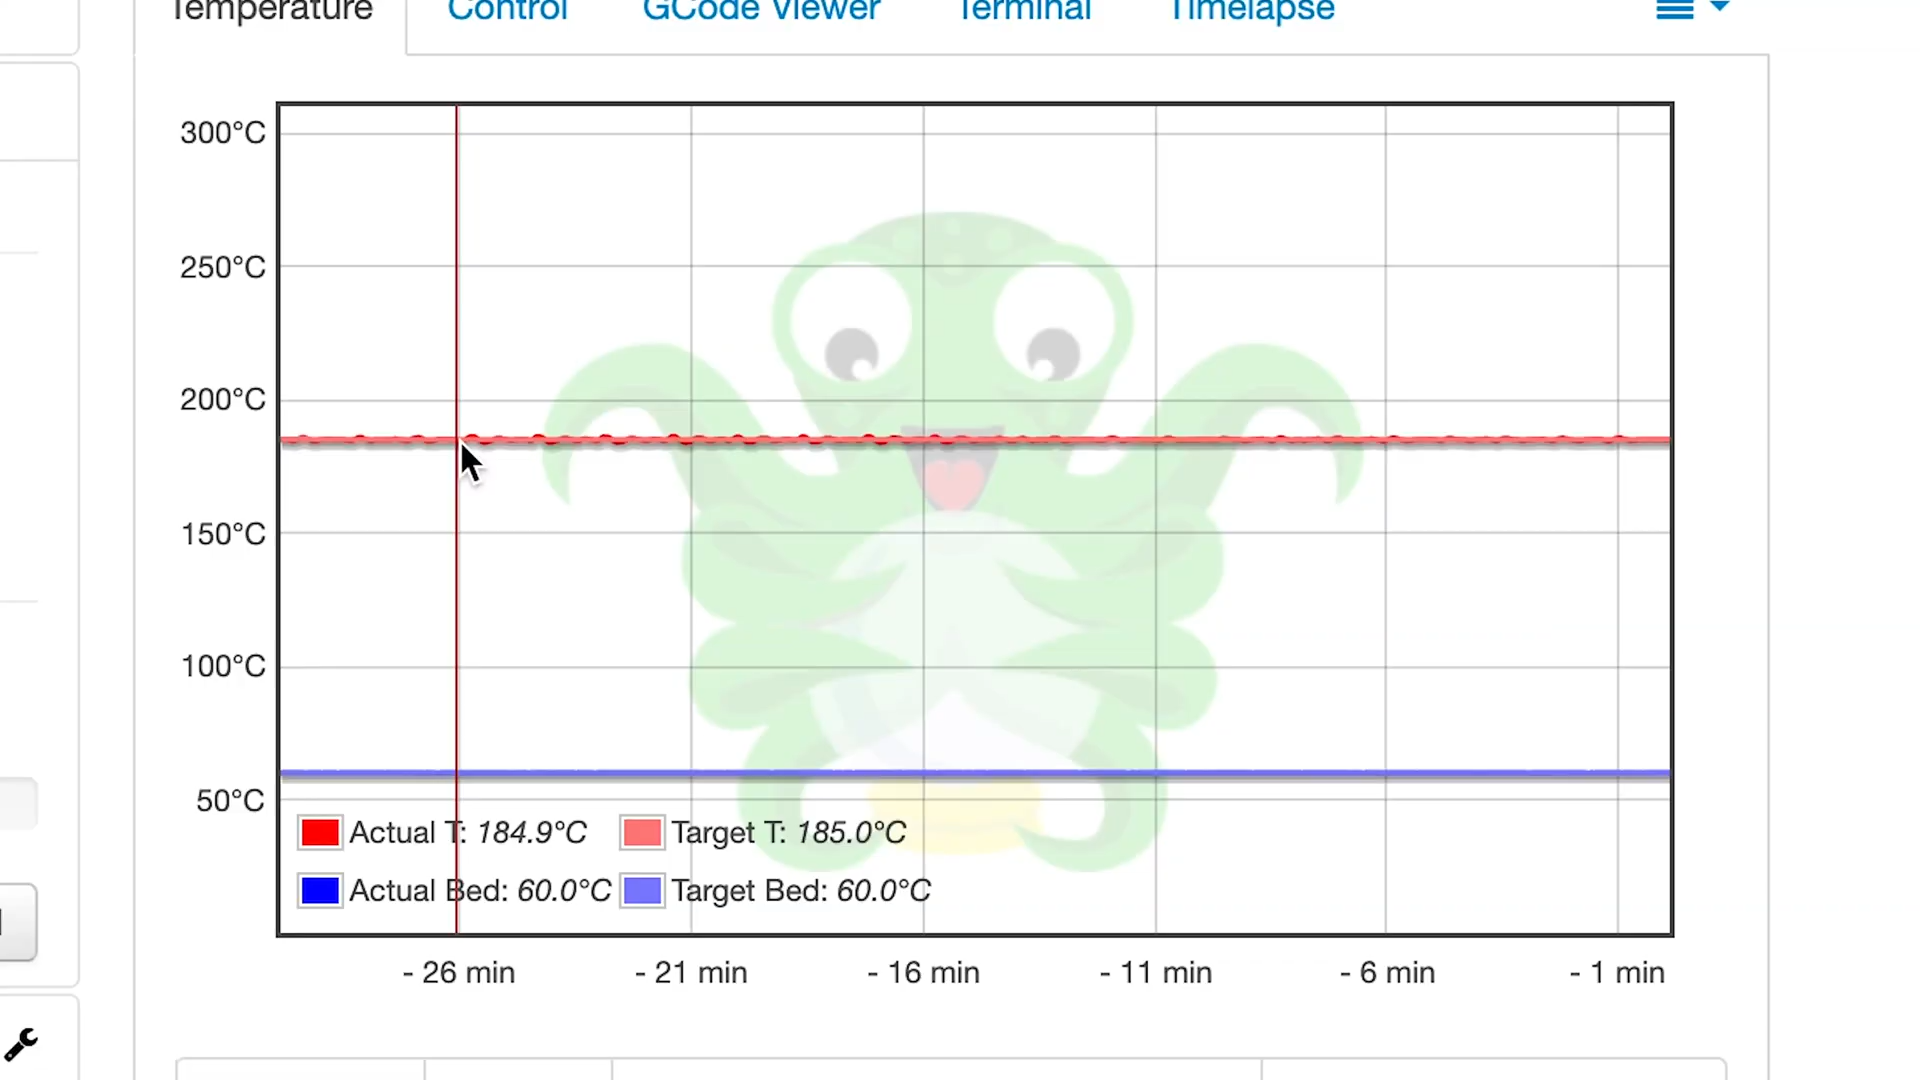 Temperature Control GCode Viewer Terminal Timelapse
300°C
250°C
200°C
150°C
100°C
50°C
Actual T: 184.9°C Target T: 185.0°C
Actual Bed: 60.0°C Target Bed: 60.0°C
- 26 min - 21 min - 16 min - 11 min - 6 min - 1 min